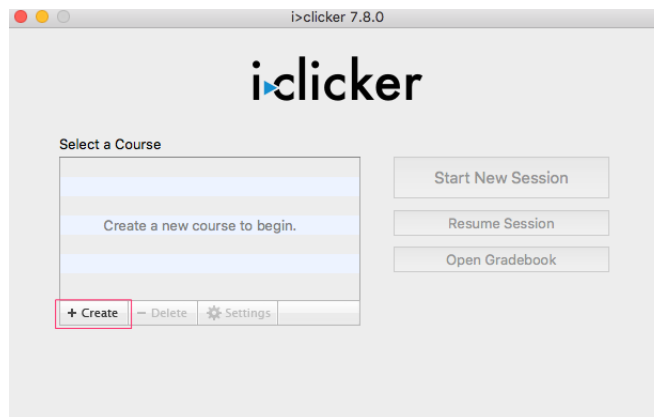 i>clicker 7.8.0
i>clicker
Select a Course
Create a new course to begin.
+ Create − Delete Settings
Start New Session
Resume Session
Open Gradebook